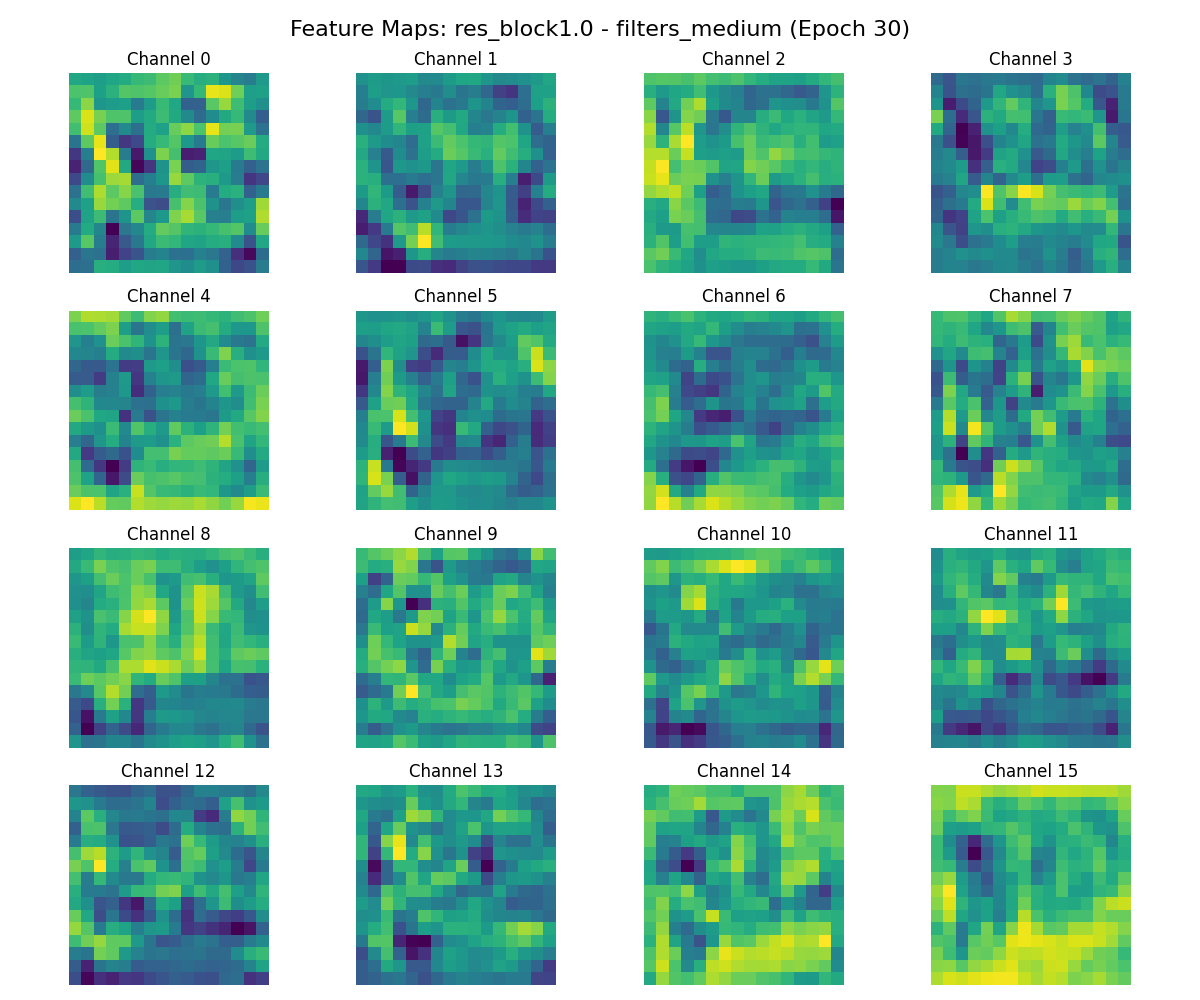 Feature Maps: res_block1.0 - filters_medium (Epoch 30)
Channel 0
Channel 1
Channel 2
Channel 3
Channel 4
Channel 5
Channel 6
Channel 7
Channel 8
Channel 9
Channel 10
Channel 11
Channel 12
Channel 13
Channel 14
Channel 15